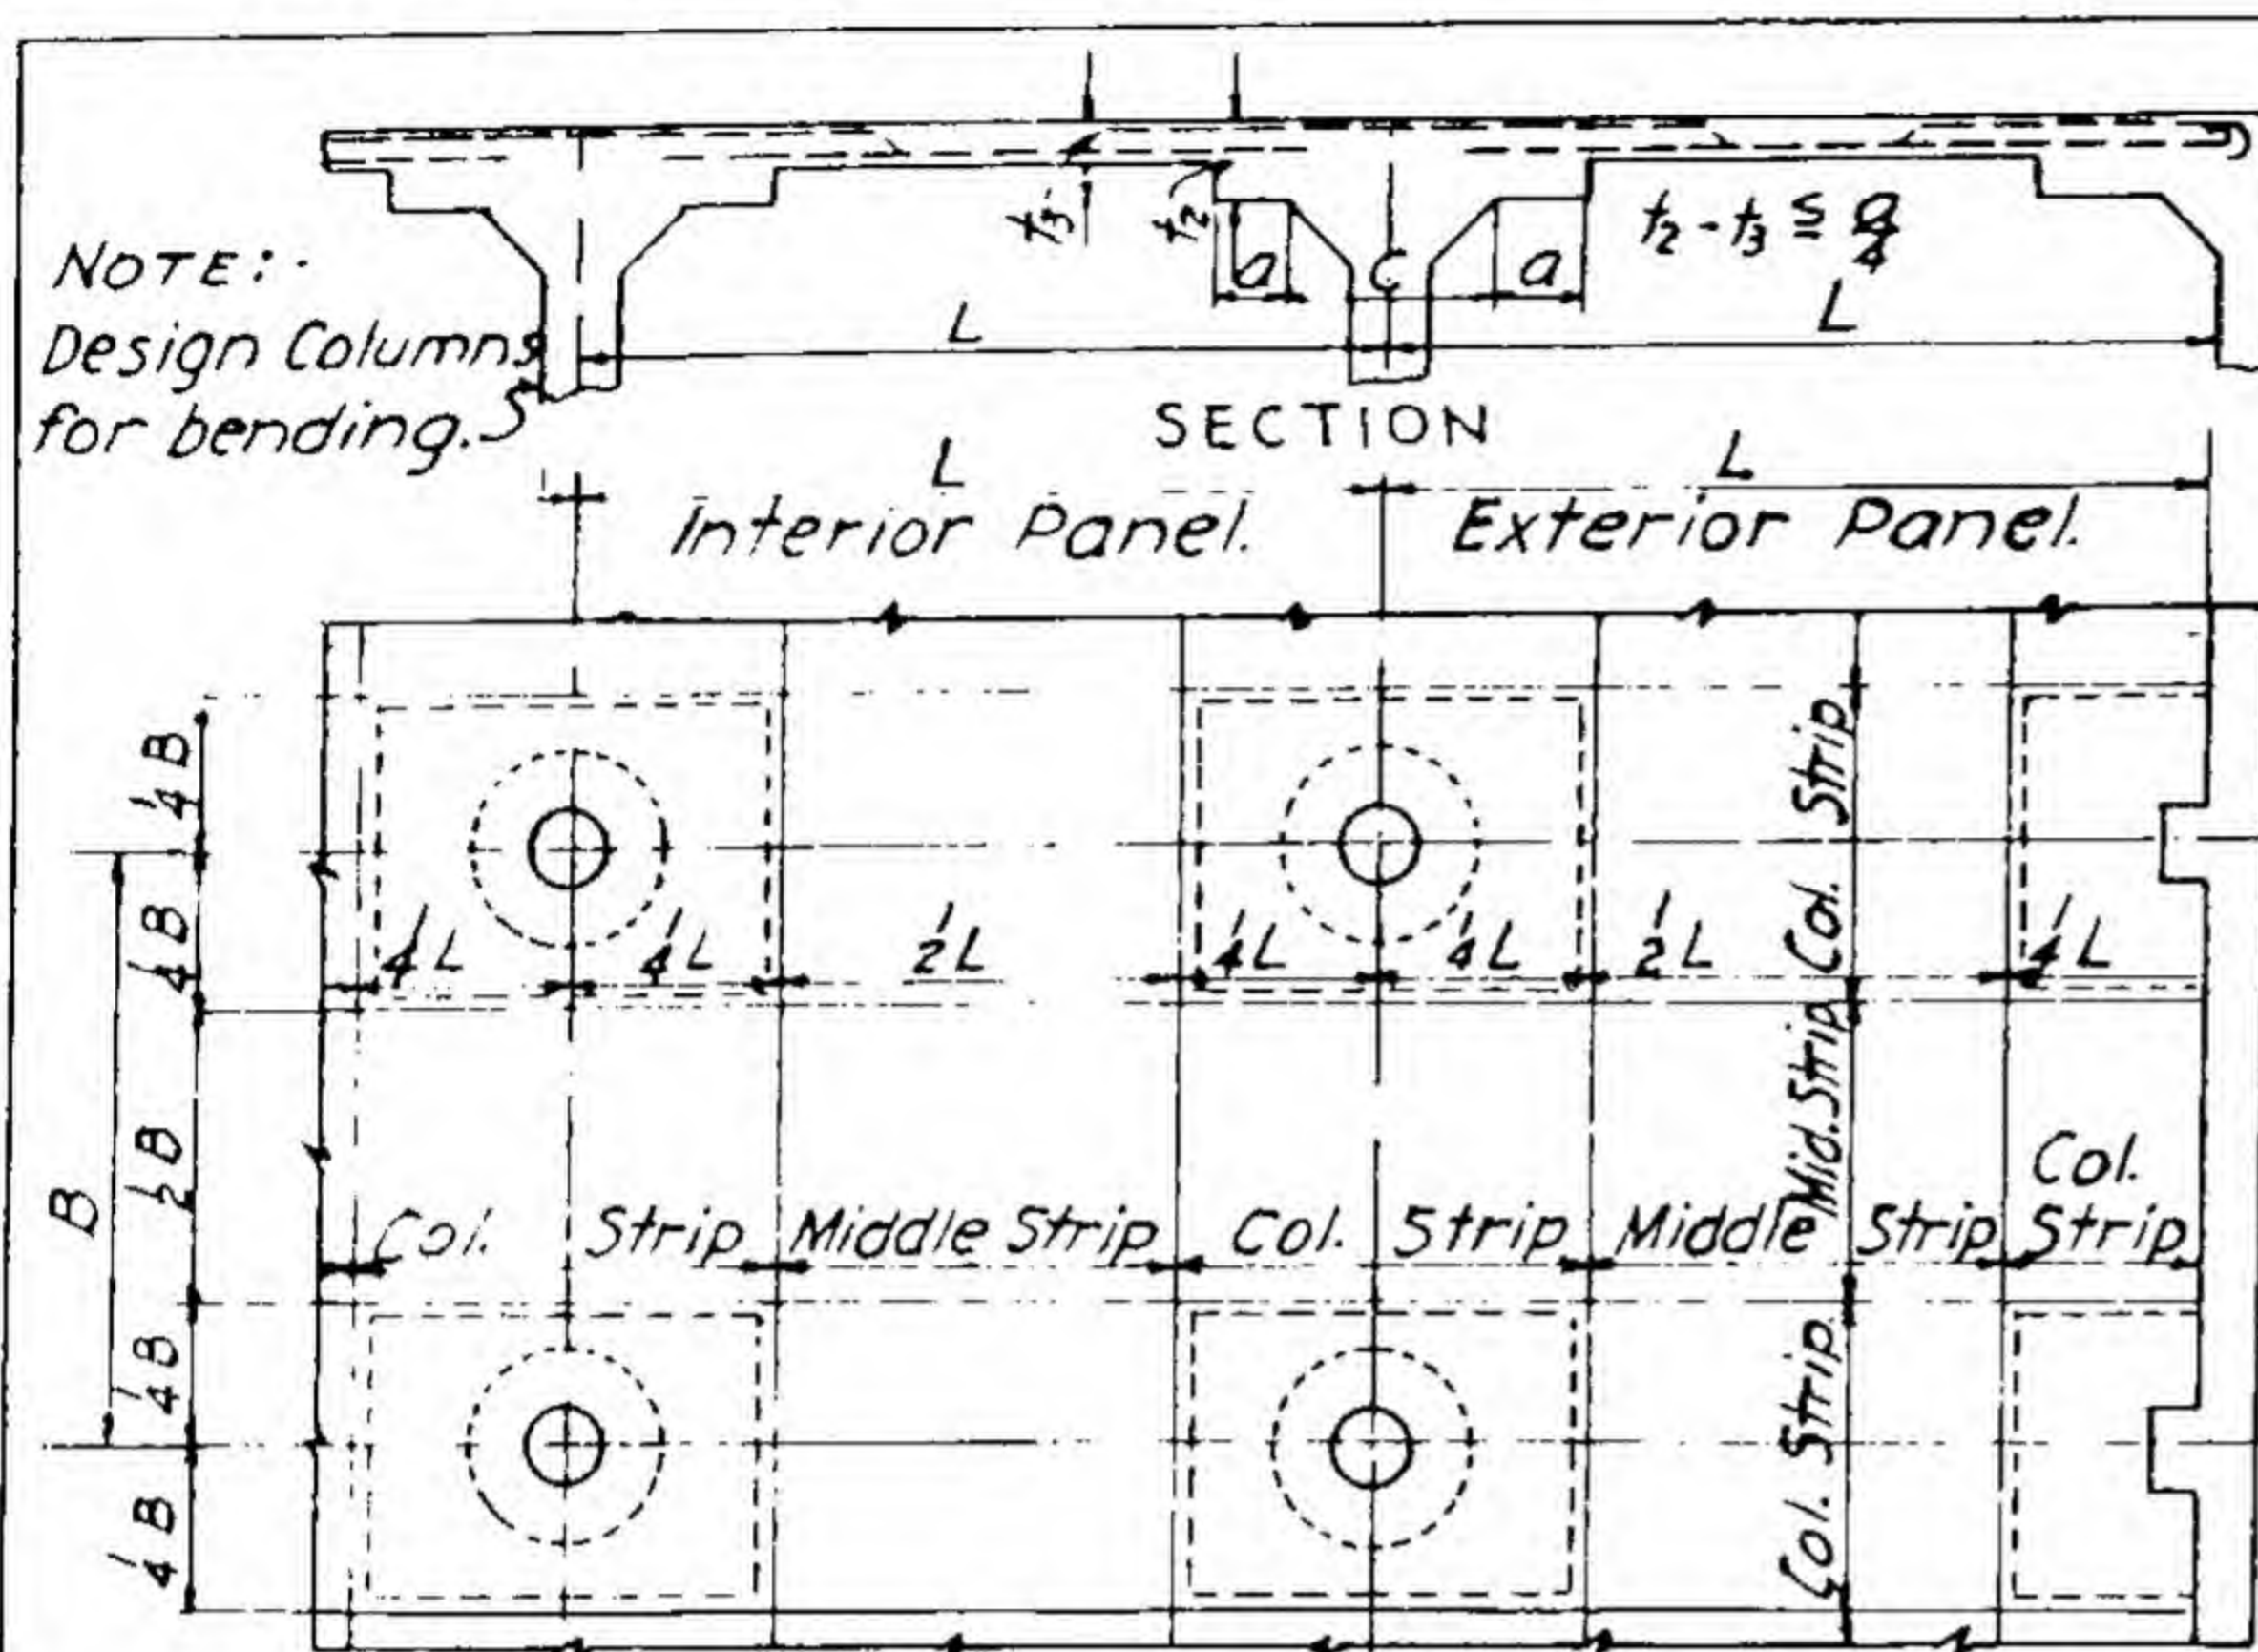 NOTE:
Design Columns
for bending.
t3
t2
a
c
a
t2 - t3 ≤ a/4
L
L
SECTION
L
L
Interior Panel.
Exterior Panel.
1/4 B
1/4 B
1/2 B
1/4 B
1/4 B
B
1/4 L
1/4 L
1/2 L
1/4 L
1/4 L
1/2 L
1/4 L
Col. Strip
Mid. Strip
Col. Strip
Col. Strip
Middle Strip
Col. Strip
Middle Strip
Col.
Strip